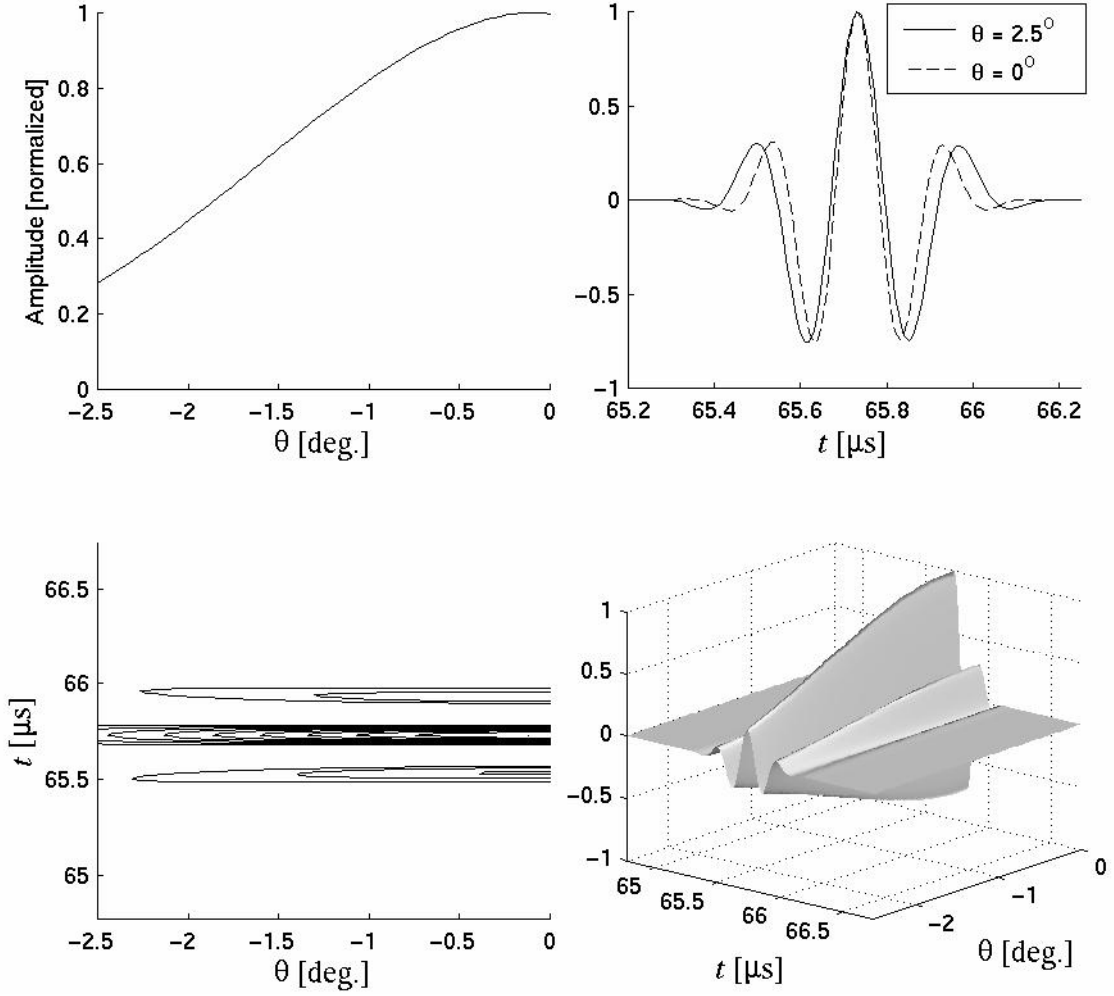 1
0.8
0.6
0.4
0.2
0
Amplitude [normalized]
−2.5 −2 −1.5 −1 −0.5 0
θ [deg.]
θ = 2.5°
θ = 0°
1
0.5
0
−0.5
−1
65.2 65.4 65.6 65.8 66 66.2
t [μs]
66.5
66
65.5
65
t [μs]
−2.5 −2 −1.5 −1 −0.5 0
θ [deg.]
1
0.5
0
−0.5
−1
65 65.5 66 66.5
t [μs]
−2 −1 0
θ [deg.]